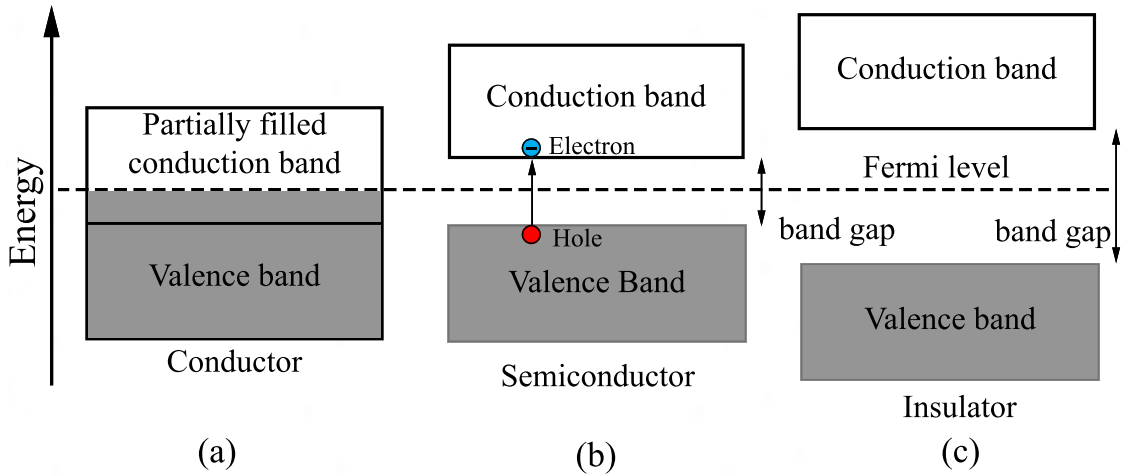 Energy
Partially filled
conduction band
Valence band
Conductor
(a)
Conduction band
Electron
Hole
Valence Band
band gap
Semiconductor
(b)
Conduction band
Fermi level
band gap
Valence band
Insulator
(c)